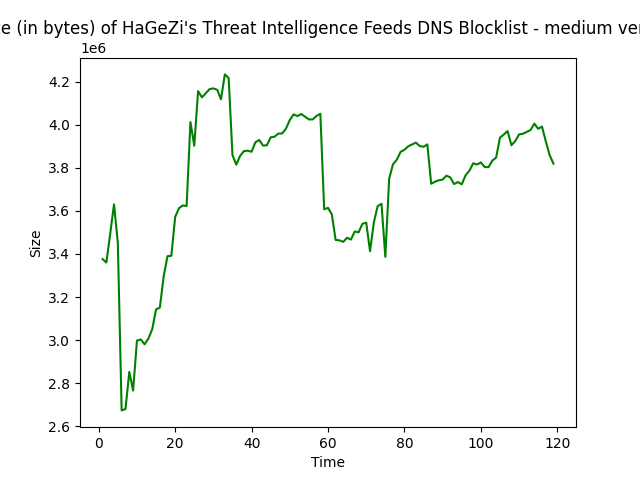 (in bytes) of HaGeZi's Threat Intelligence Feeds DNS Blocklist - medium
1e6
4.2
4.0
3.8
3.6
3.4
3.2
3.0
2.8
2.6
Size
0 20 40 60 80 100 120
Time